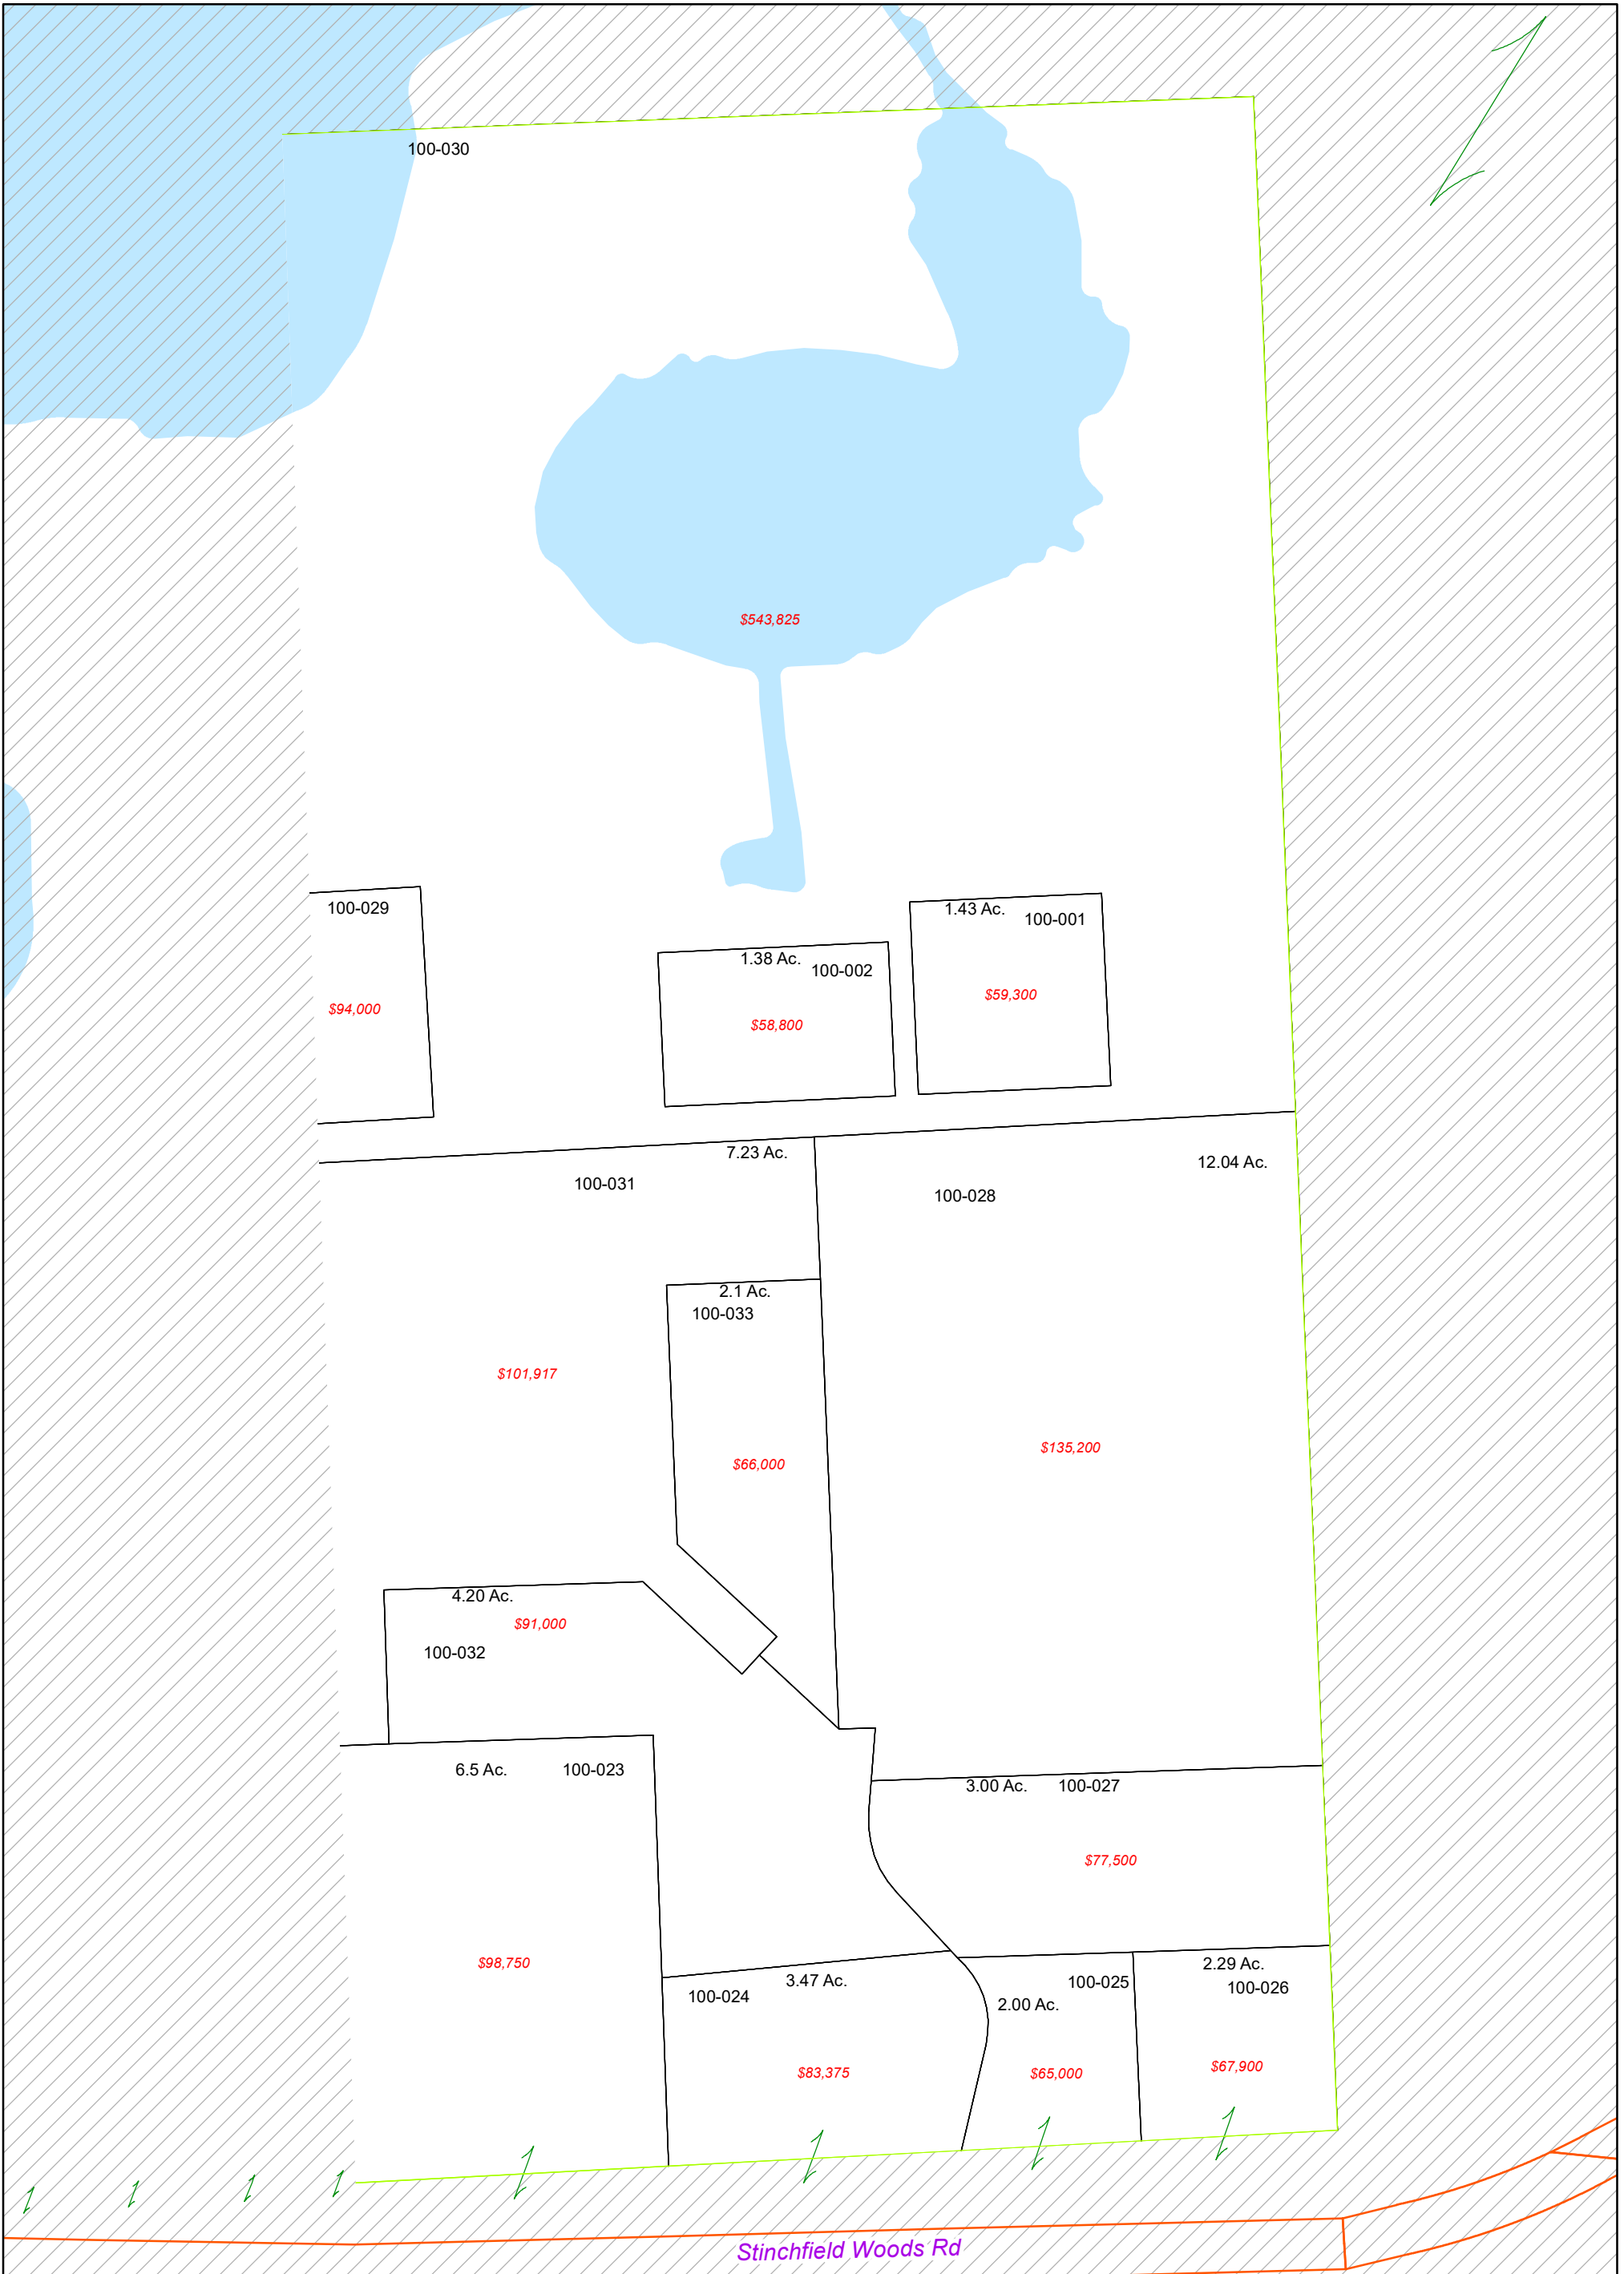 100-030
$543,825
100-029
$94,000
1.38 Ac.
100-002
$58,800
1.43 Ac.
100-001
$59,300
7.23 Ac.
100-031
$101,917
12.04 Ac.
100-028
$135,200
2.1 Ac.
100-033
$66,000
4.20 Ac.
$91,000
100-032
6.5 Ac. 100-023
$98,750
3.00 Ac. 100-027
$77,500
3.47 Ac.
100-024
$83,375
100-025
2.00 Ac.
$65,000
2.29 Ac.
100-026
$67,900
Stinchfield Woods Rd